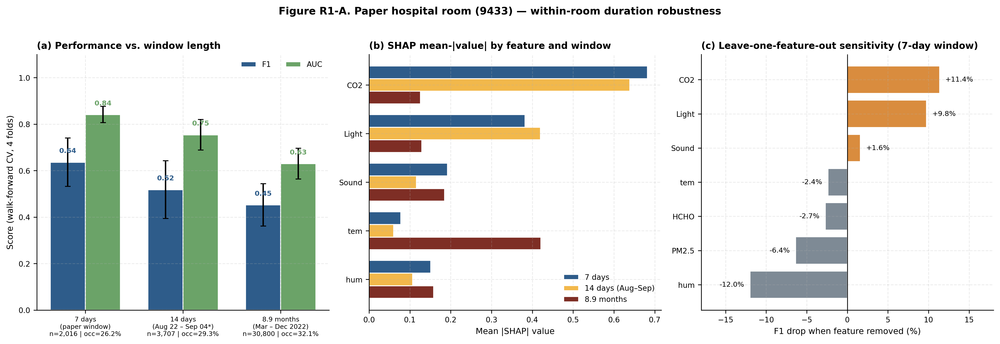 Figure R1-A. Paper hospital room (9433) — within-room duration robustness
(a) Performance vs. window length
F1
AUC
Score (walk-forward CV, 4 folds)
1.0
0.8
0.6
0.4
0.2
0.0
0.64
0.84
0.52
0.75
0.45
0.63
7 days
(paper window)
n=2,016 | occ=26.2%
14 days
(Aug 22 – Sep 04*)
n=3,707 | occ=29.3%
8.9 months
(Mar – Dec 2022)
n=30,800 | occ=32.1%
(b) SHAP mean-|value| by feature and window
CO2
Light
Sound
tem
hum
7 days
14 days (Aug–Sep)
8.9 months
0.0 0.1 0.2 0.3 0.4 0.5 0.6 0.7
Mean |SHAP| value
(c) Leave-one-feature-out sensitivity (7-day window)
CO2 +11.4%
Light +9.8%
Sound +1.6%
tem -2.4%
HCHO -2.7%
PM2.5 -6.4%
hum -12.0%
−15 −10 −5 0 5 10 15
F1 drop when feature removed (%)